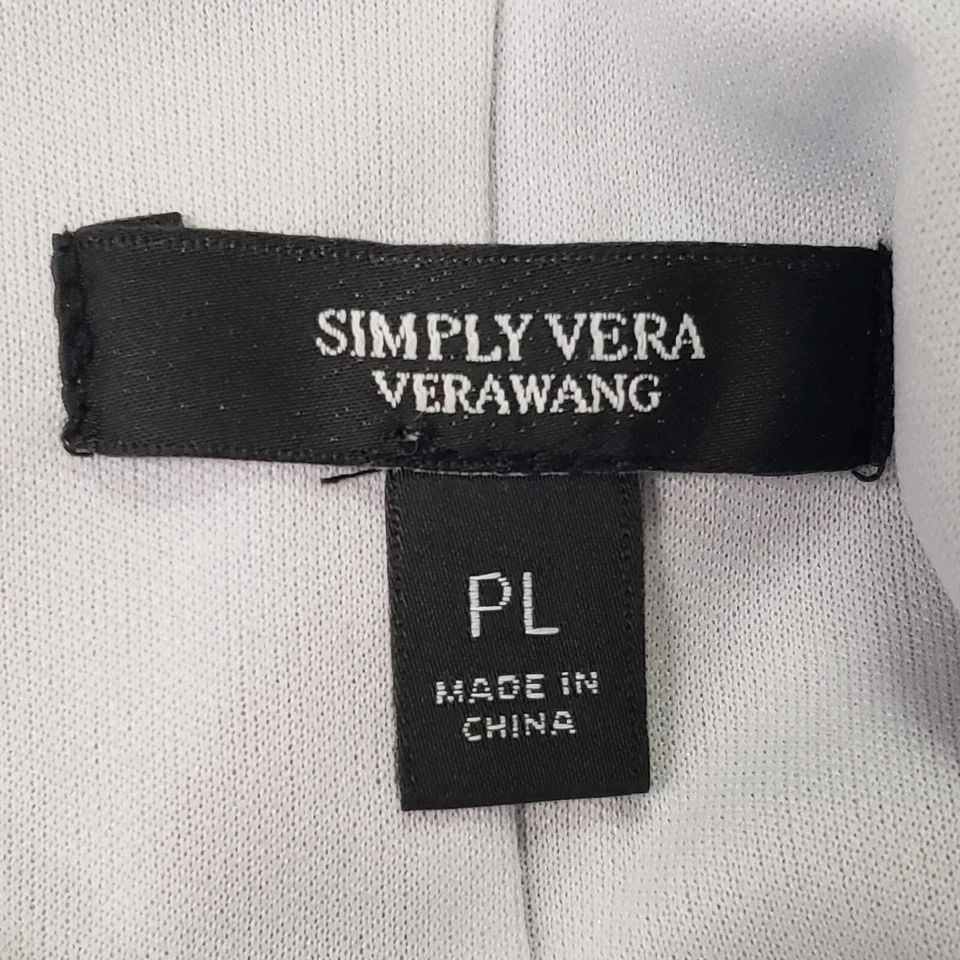 SIMPLY VERA
VERAWANG
PL
MADE IN
CHINA